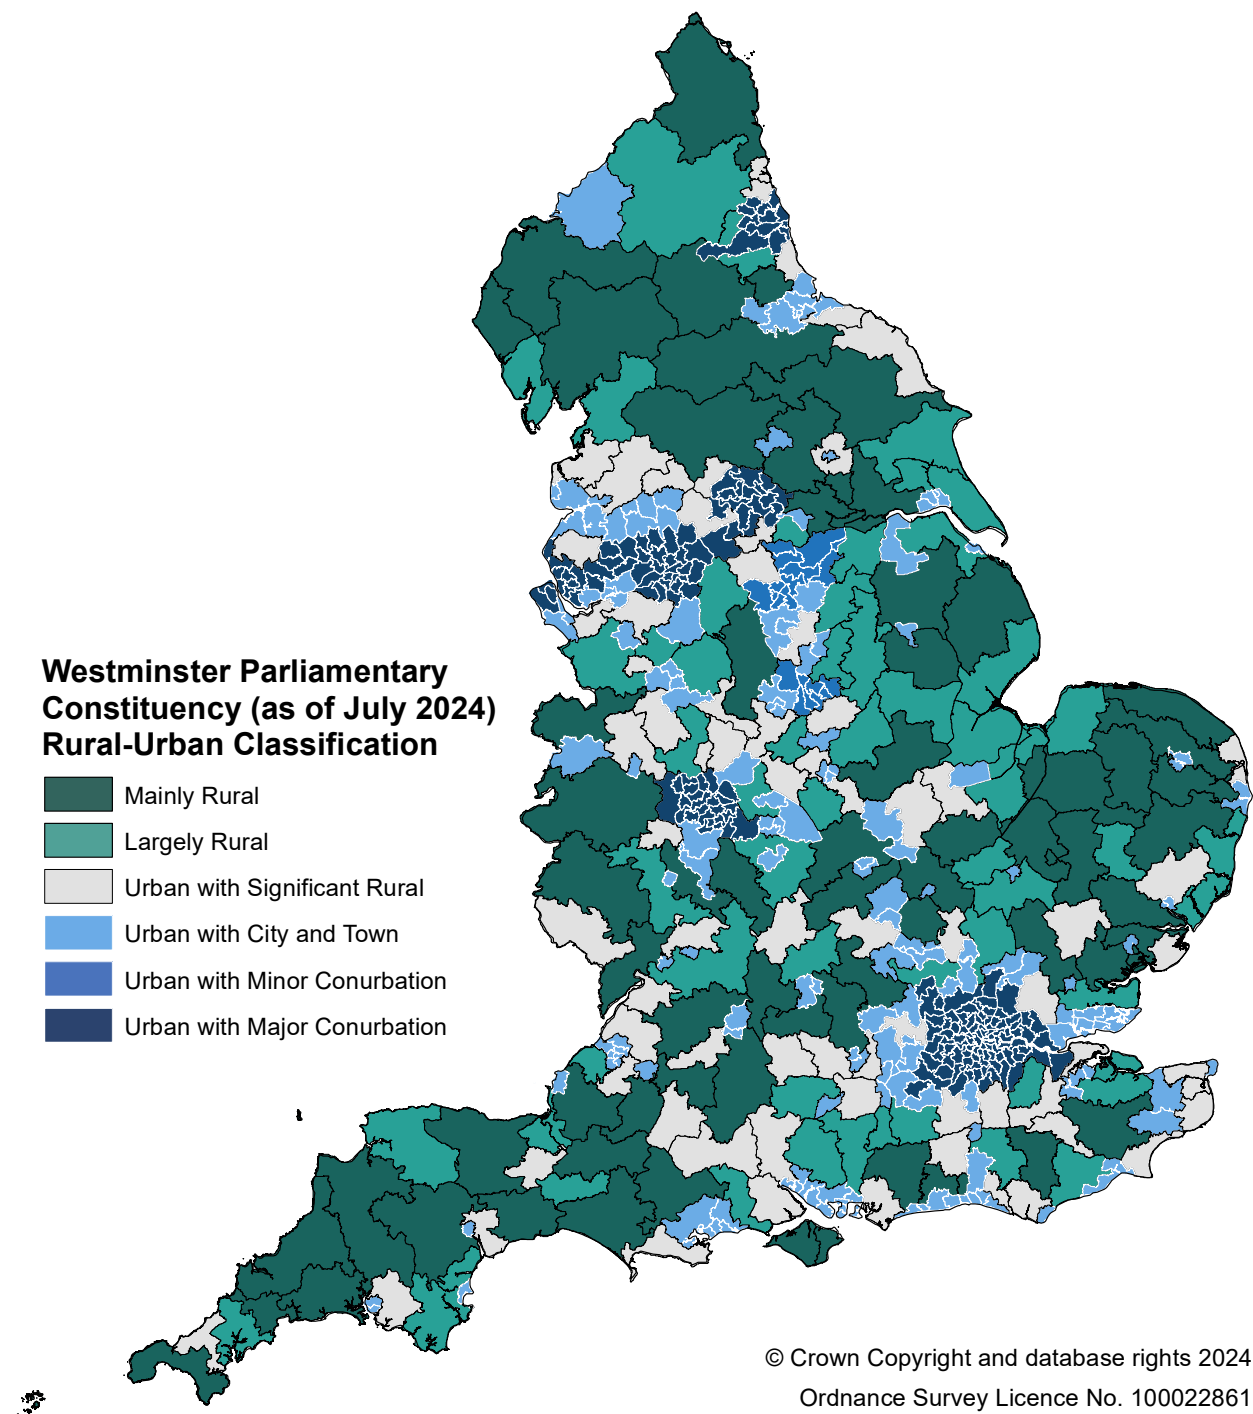 Westminster Parliamentary
Constituency (as of July 2024)
Rural-Urban Classification
Mainly Rural
Largely Rural
Urban with Significant Rural
Urban with City and Town
Urban with Minor Conurbation
Urban with Major Conurbation
© Crown Copyright and database rights 2024
Ordnance Survey Licence No. 100022861